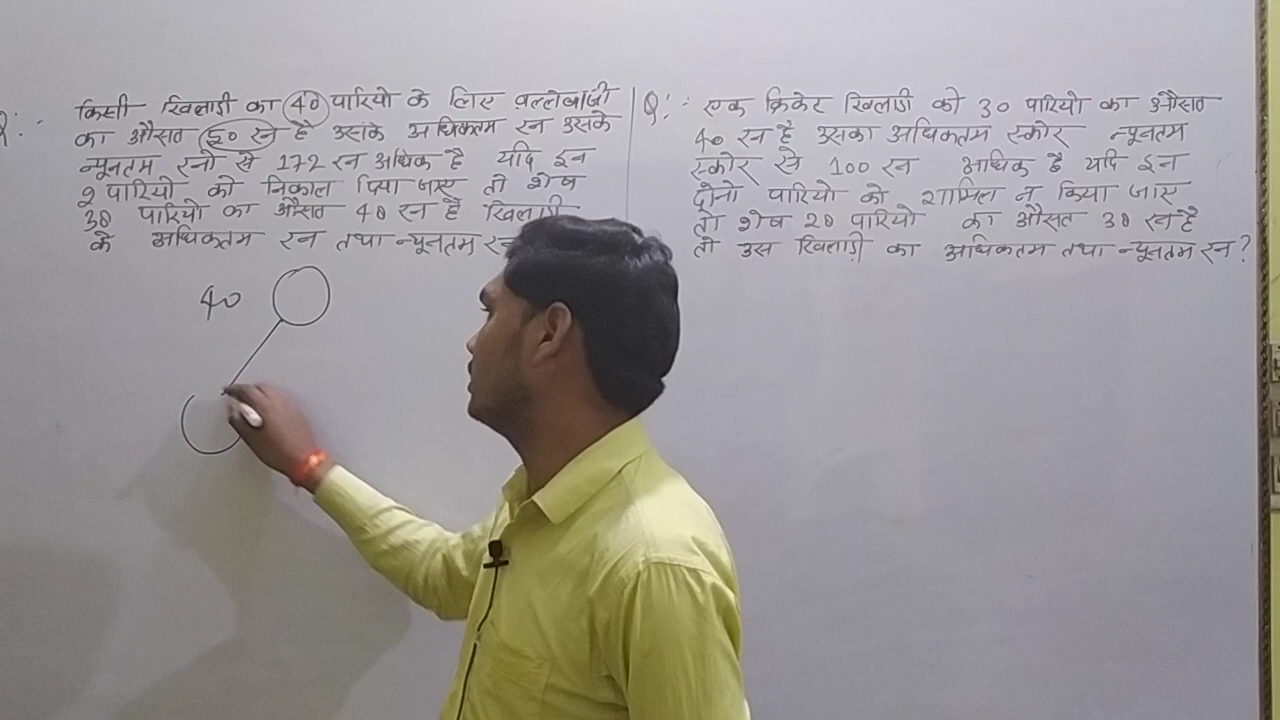 किसी खिलाड़ी का 40 पारियो के लिए बल्लेबाजी
का औसत 50 रन है उसके अधिकतम रन उसके
न्यूनतम रनो से 172 रन अधिक है यदि इन
2 पारियो को निकाल दिया जाए तो शेष
38 पारियो का औसत 48 रन है खिलाड़ी
के अधिकतम रन तथा न्यूनतम रन
40
Q:- एक क्रिकेट खिलाडी की 30 पारियो का औसत
40 रन है उसका अधिकतम स्कोर न्यूनतम
स्कोर से 100 रन अधिक है यदि इन
दोनो पारियो को शामिल न किया जाए
तो शेष 28 पारियो का औसत 38 रन है
तो उस खिलाड़ी का अधिकतम तथा न्यूनतम रन?